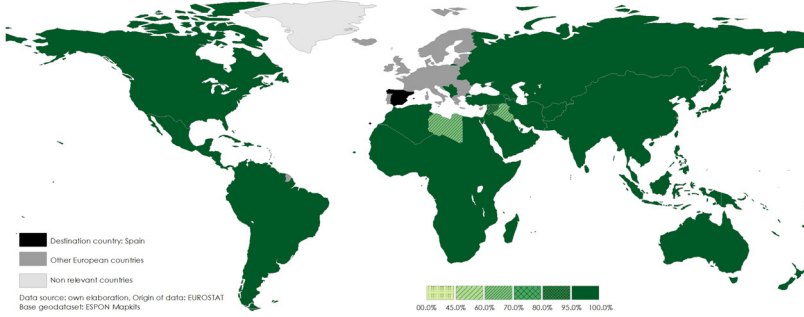 Destination country: Spain
Other European countries
Non relevant countries
Data source: own elaboration, Origin of data: EUROSTAT
Base geodataset: ESPON Mapkits
00.0% 45.0% 60.0% 70.0% 80.0% 95.0% 100.0%